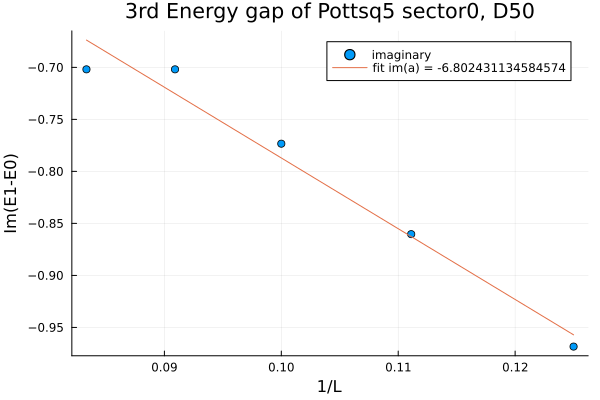 3rd Energy gap of Pottsq5 sector0, D50
imaginary
fit im(a) = -6.802431134584574
Im(E1-E0)
−0.70
−0.75
−0.80
−0.85
−0.90
−0.95
0.09
0.10
0.11
0.12
1/L